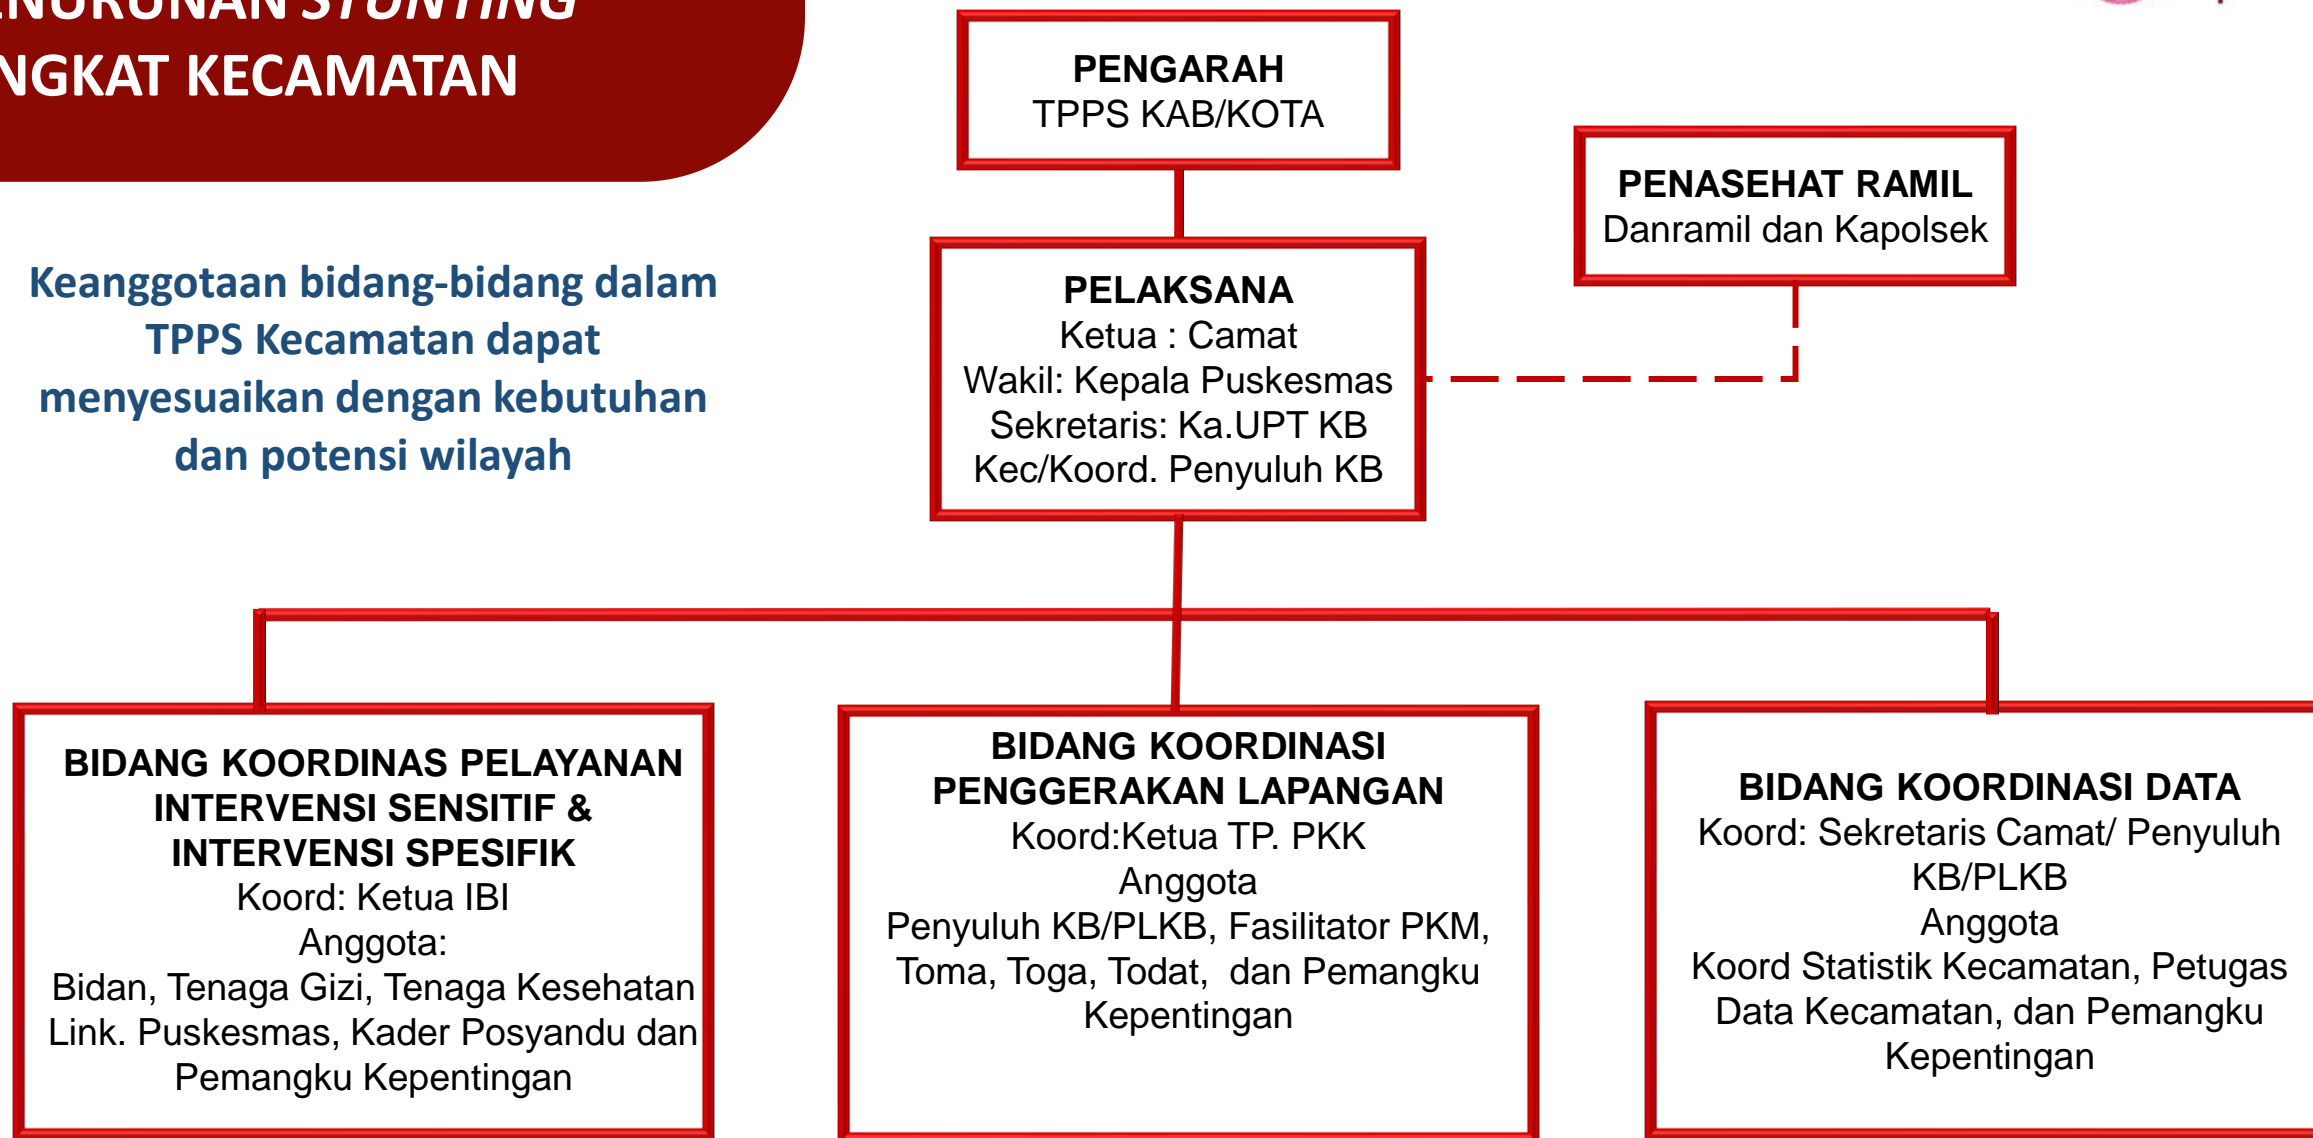 STUNTING
KECAMATAN
PENGARAH
TPPS KAB/KOTA
PENASEHAT RAMIL
Danramil dan Kapolsek
Keanggotaan bidang-bidang dalam
TPPS Kecamatan dapat
menyesuaikan dengan kebutuhan
dan potensi wilayah
PELAKSANA
Ketua : Camat
Wakil: Kepala Puskesmas
Sekretaris: Ka.UPT KB
Kec/Koord. Penyuluh KB
BIDANG KOORDINAS PELAYANAN
INTERVENSI SENSITIF &
INTERVENSI SPESIFIK
Koord: Ketua IBI
Anggota:
Bidan, Tenaga Gizi, Tenaga Kesehatan
Link. Puskesmas, Kader Posyandu dan
Pemangku Kepentingan
BIDANG KOORDINASI
PENGGERAKAN LAPANGAN
Koord:Ketua TP. PKK
Anggota
Penyuluh KB/PLKB, Fasilitator PKM,
Toma, Toga, Todat, dan Pemangku
Kepentingan
BIDANG KOORDINASI DATA
Koord: Sekretaris Camat/ Penyuluh
KB/PLKB
Anggota
Koord Statistik Kecamatan, Petugas
Data Kecamatan, dan Pemangku
Kepentingan